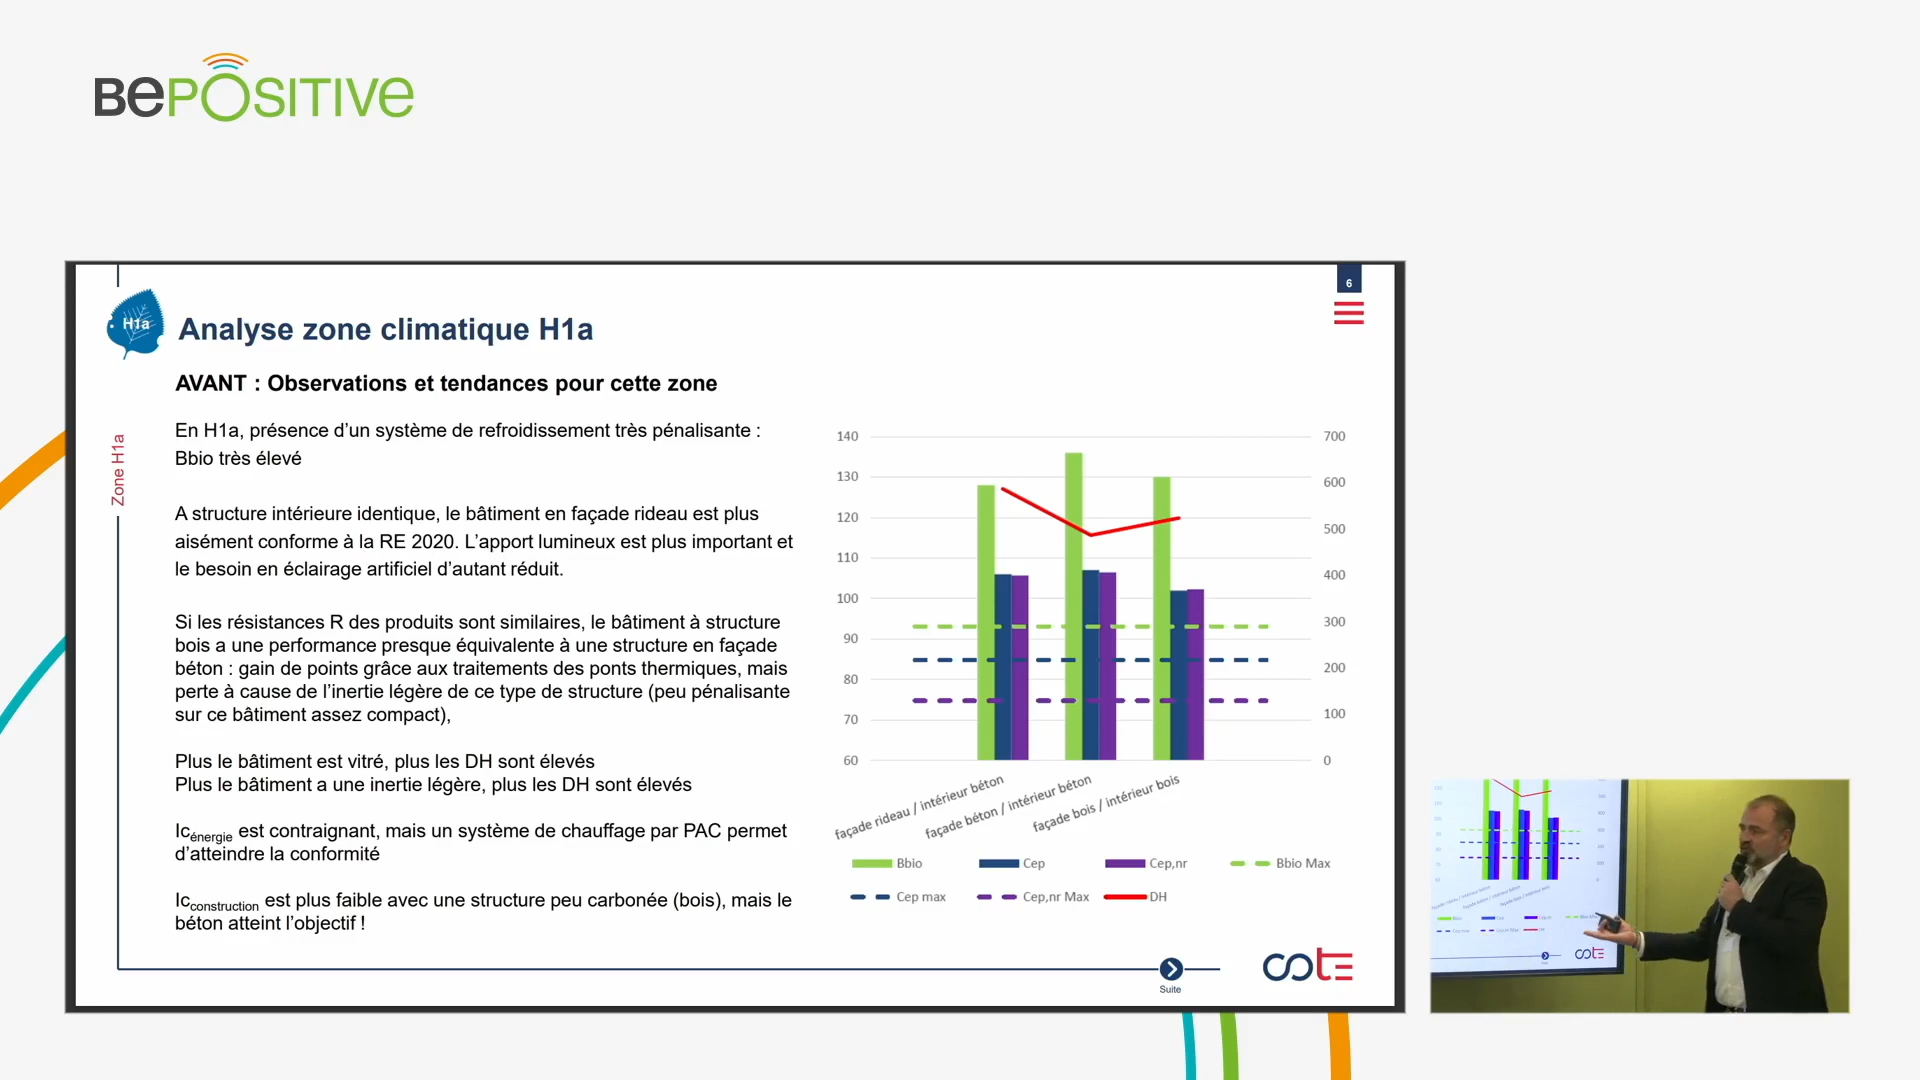 BePOSITIVE
6
H1a
Analyse zone climatique H1a
AVANT : Observations et tendances pour cette zone
Zone H1a
En H1a, présence d’un système de refroidissement très pénalisante :
Bbio très élevé
A structure intérieure identique, le bâtiment en façade rideau est plus
aisément conforme à la RE 2020. L’apport lumineux est plus important et
le besoin en éclairage artificiel d’autant réduit.
Si les résistances R des produits sont similaires, le bâtiment à structure
bois a une performance presque équivalente à une structure en façade
béton : gain de points grâce aux traitements des ponts thermiques, mais
perte à cause de l’inertie légère de ce type de structure (peu pénalisante
sur ce bâtiment assez compact),
Plus le bâtiment est vitré, plus les DH sont élevés
Plus le bâtiment a une inertie légère, plus les DH sont élevés
Icénergie est contraignant, mais un système de chauffage par PAC permet
d’atteindre la conformité
Icconstruction est plus faible avec une structure peu carbonée (bois), mais le
béton atteint l’objectif !
140
130
120
110
100
90
80
70
60
700
600
500
400
300
200
100
0
façade rideau / intérieur béton
façade béton / intérieur béton
façade bois / intérieur bois
Bbio
Cep
Cep,nr
Bbio Max
Cep max
Cep,nr Max
DH
Suite
cote
cote